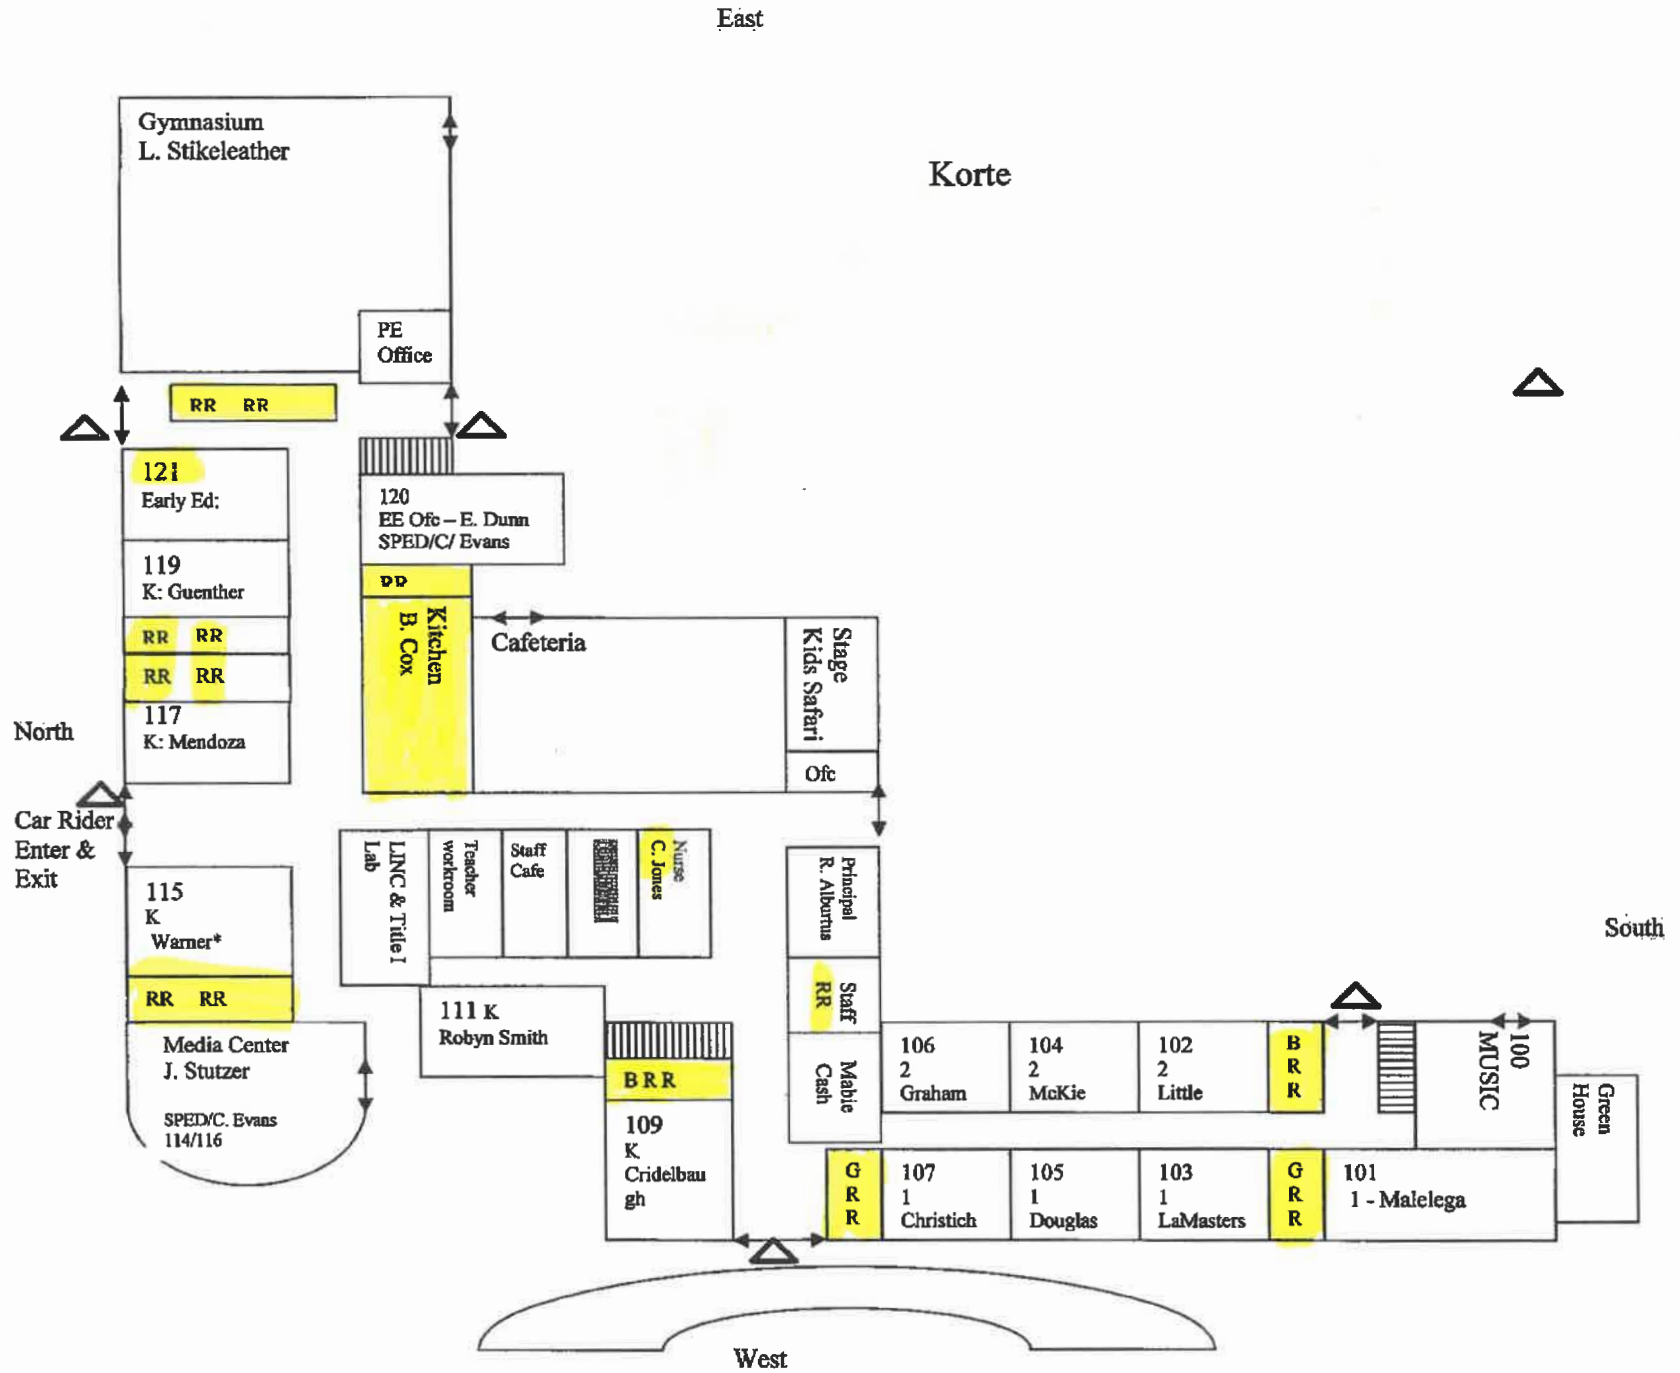 East
Korte
Gymnasium
L. Stikeleather
PE
Office
RR RR
121
Early Ed:
120
EE Ofc – E. Dunn
SPED/C/ Evans
119
K: Guenther
RR
Kitchen
B. Cox
Cafeteria
Stage
Kids Safari
Ofc
RR RR
RR RR
117
K: Mendoza
North
Car Rider
Enter &
Exit
LINC & Title I
Lab
Teacher
workroom
Staff
Cafe
Nurse
C. Jones
Principal
R. Alburtus
115
K
Warner*
RR RR
Staff
RR
South
111 K
Robyn Smith
Media Center
J. Stutzer
SPED/C. Evans
114/116
BRR
109
K
Cridelbau
gh
Mabie
Cash
106
2
Graham
104
2
McKie
102
2
Little
B
R
R
100
MUSIC
Green
House
G
R
R
107
1
Christich
105
1
Douglas
103
1
LaMasters
G
R
R
101
1 - Malelega
West